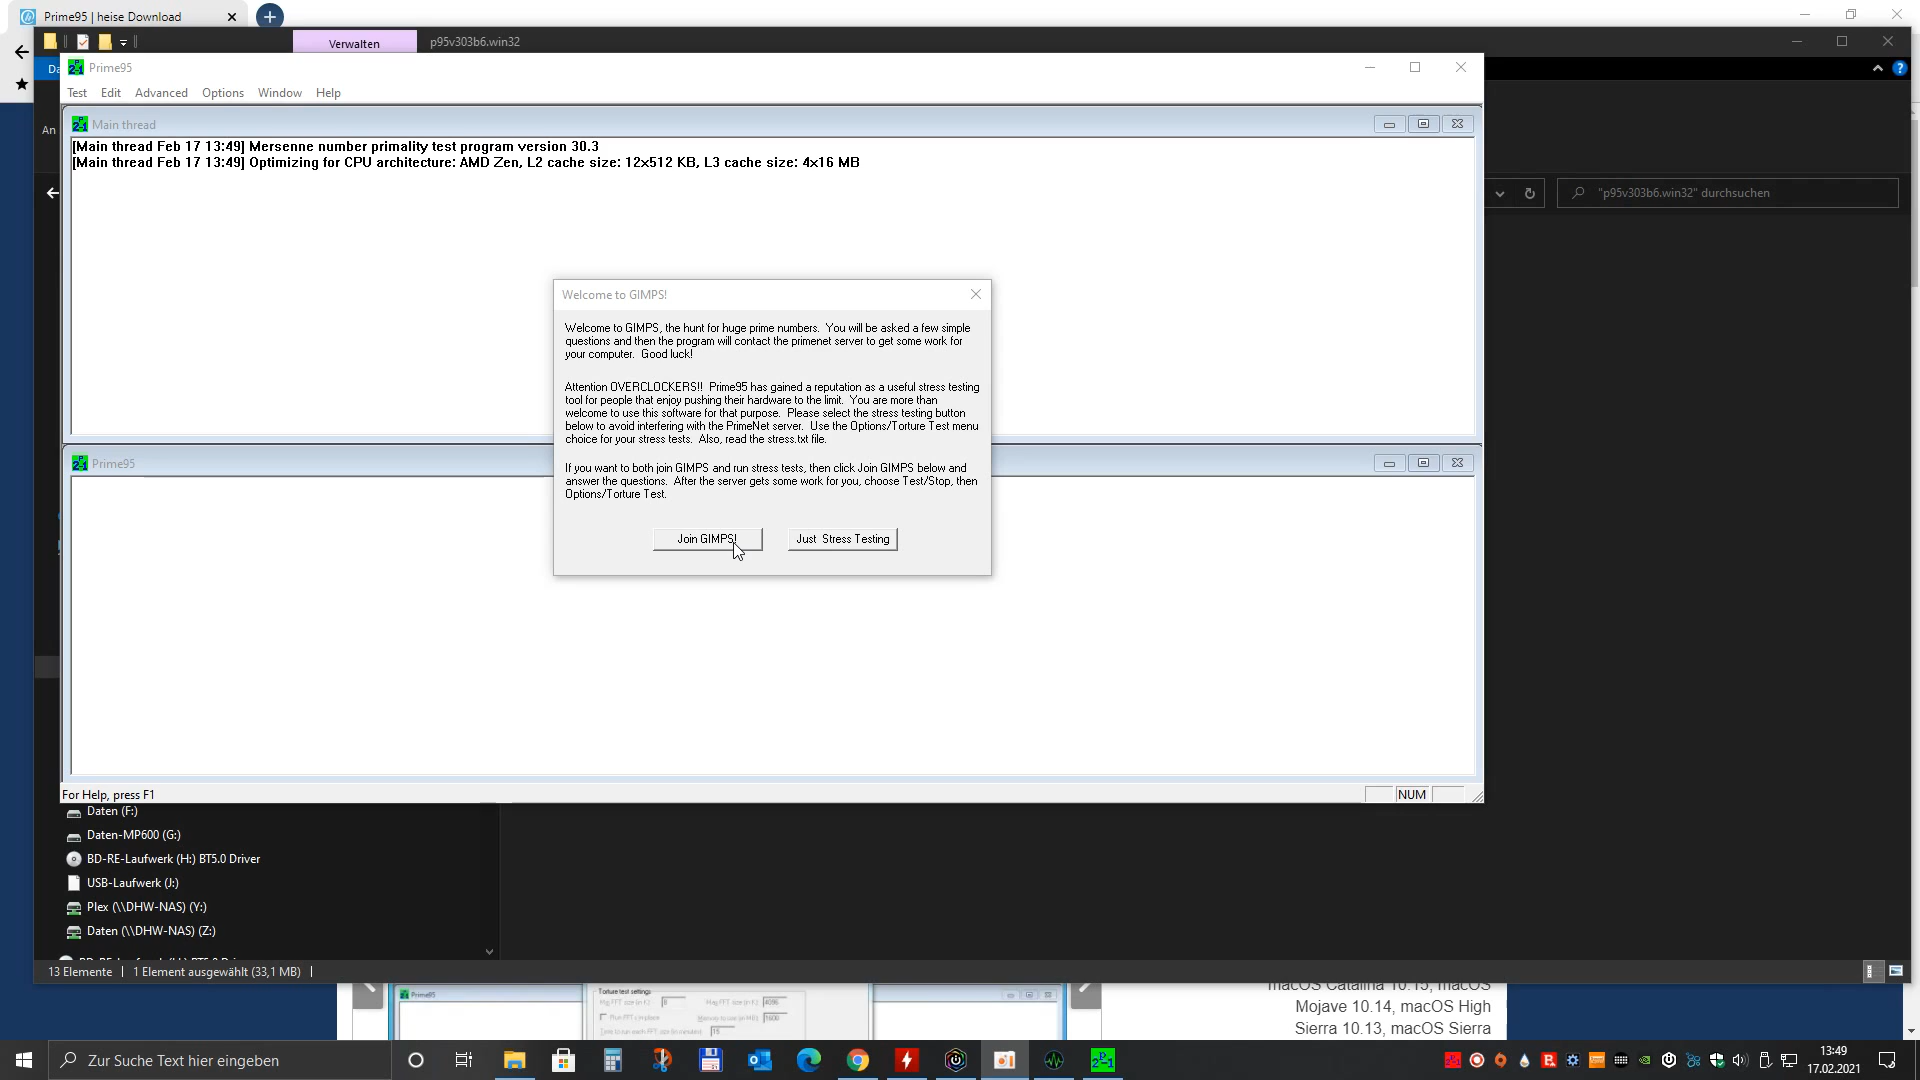 Prime95 | heise Download
Verwalten
p95v303b6.win32
Da
Prime95
Test Edit Advanced Options Window Help
An
Main thread
[Main thread Feb 17 13:49] Mersenne number primality test program version 30.3
[Main thread Feb 17 13:49] Optimizing for CPU architecture: AMD Zen, L2 cache size: 12x512 KB, L3 cache size: 4x16 MB
"p95v303b6.win32" durchsuchen
Welcome to GIMPS!
Welcome to GIMPS, the hunt for huge prime numbers. You will be asked a few simple
questions and then the program will contact the primenet server to get some work for
your computer. Good luck!
Attention OVERCLOCKERS!! Prime95 has gained a reputation as a useful stress testing
tool for people that enjoy pushing their hardware to the limit. You are more than
welcome to use this software for that purpose. Please select the stress testing button
below to avoid interfering with the PrimeNet server. Use the Options/Torture Test menu
choice for your stress tests. Also, read the stress.txt file.
If you want to both join GIMPS and run stress tests, then click Join GIMPS below and
answer the questions. After the server gets some work for you, choose Test/Stop, then
Options/Torture Test.
Join GIMPS!
Just Stress Testing
Prime95
For Help, press F1
NUM
Daten (F:)
Daten-MP600 (G:)
BD-RE-Laufwerk (H:) BT5.0 Driver
USB-Laufwerk (J:)
Plex (\\DHW-NAS) (Y:)
Daten (\\DHW-NAS) (Z:)
13 Elemente
1 Element ausgewählt (33,1 MB)
Prime95
Torture test settings
macOS Catalina 10.15, macOS
Mojave 10.14, macOS High
Sierra 10.13, macOS Sierra
Zur Suche Text hier eingeben
13:49
17.02.2021